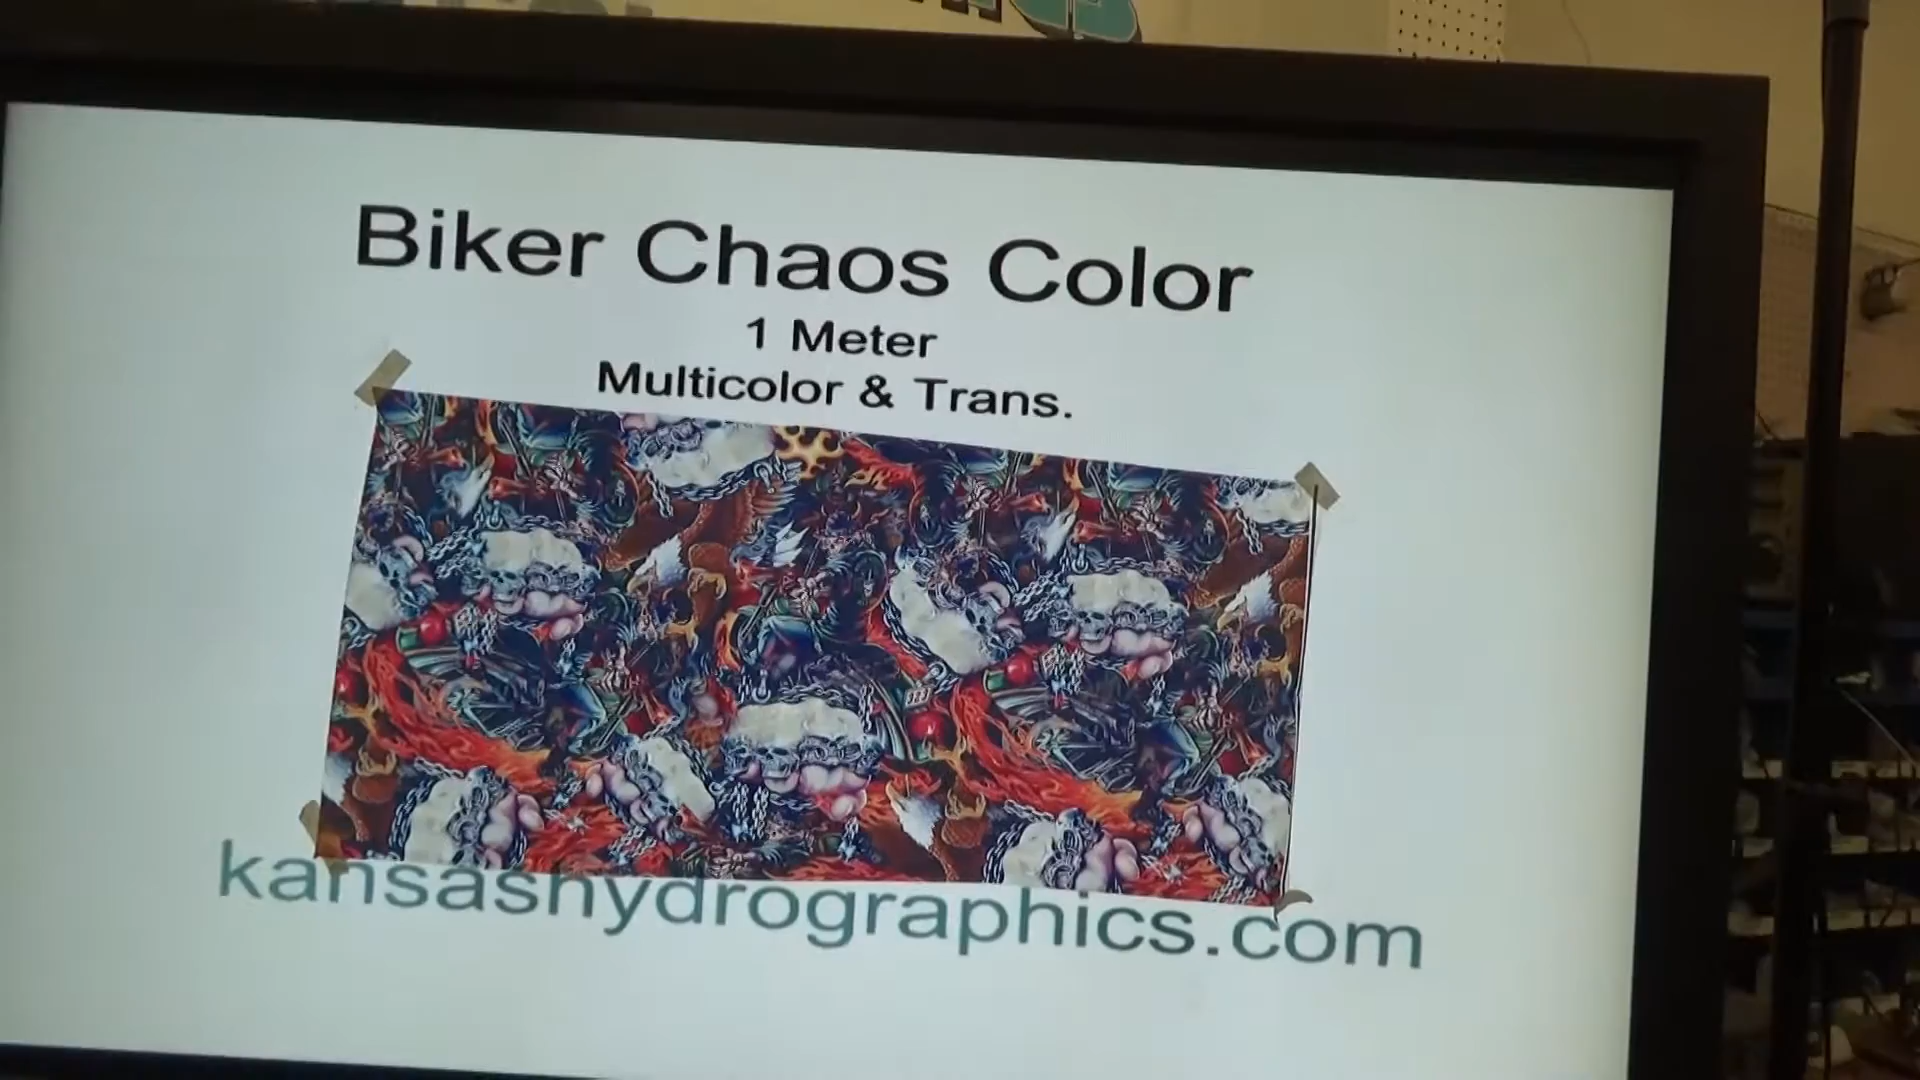 Biker Chaos Color
1 Meter
Multicolor & Trans.
kansashydrographics.com